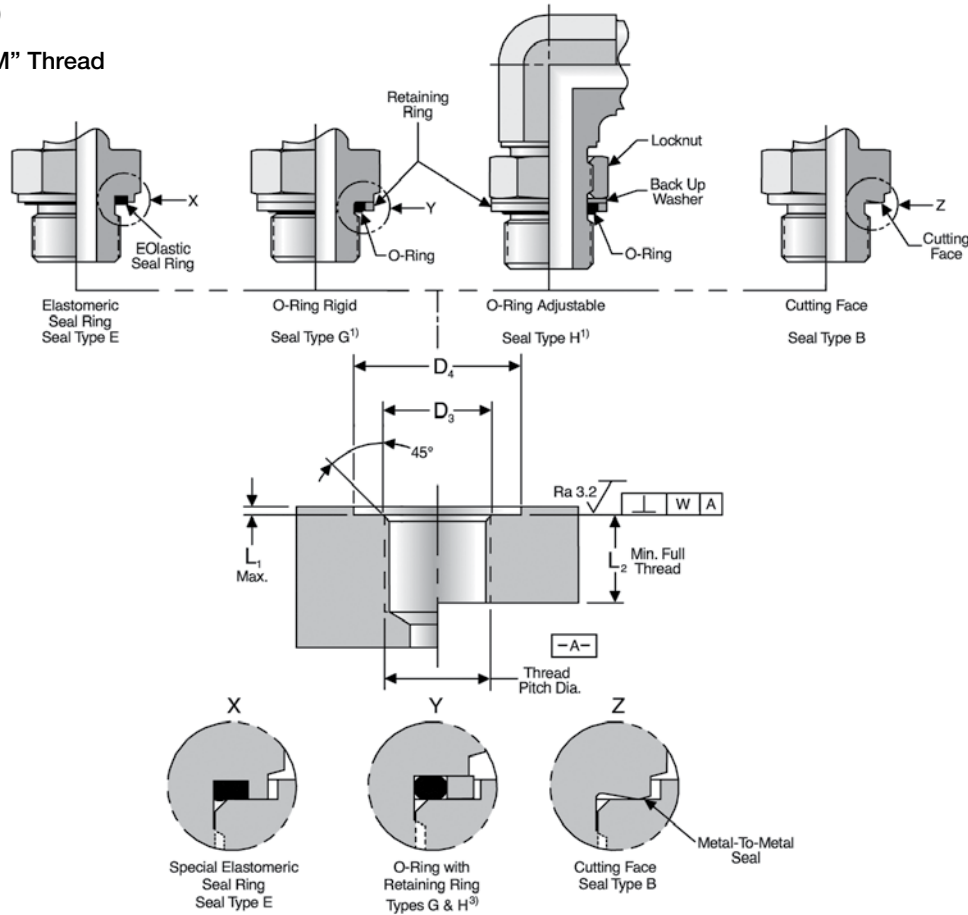 )
M” Thread
Retaining
Ring
Locknut
Back Up
Washer
X
EOlastic
Seal Ring
Y
O-Ring
O-Ring
Z
Cutting
Face
Elastomeric
Seal Ring
Seal Type E
O-Ring Rigid
Seal Type G1)
O-Ring Adjustable
Seal Type H1)
Cutting Face
Seal Type B
D4
D3
45°
Ra 3.2
⊥ W A
L1
Max.
L2
Min. Full
Thread
-A-
Thread
Pitch Dia.
X
Y
Z
Special Elastomeric
Seal Ring
Seal Type E
O-Ring with
Retaining Ring
Types G & H3)
Cutting Face
Seal Type B
Metal-To-Metal
Seal